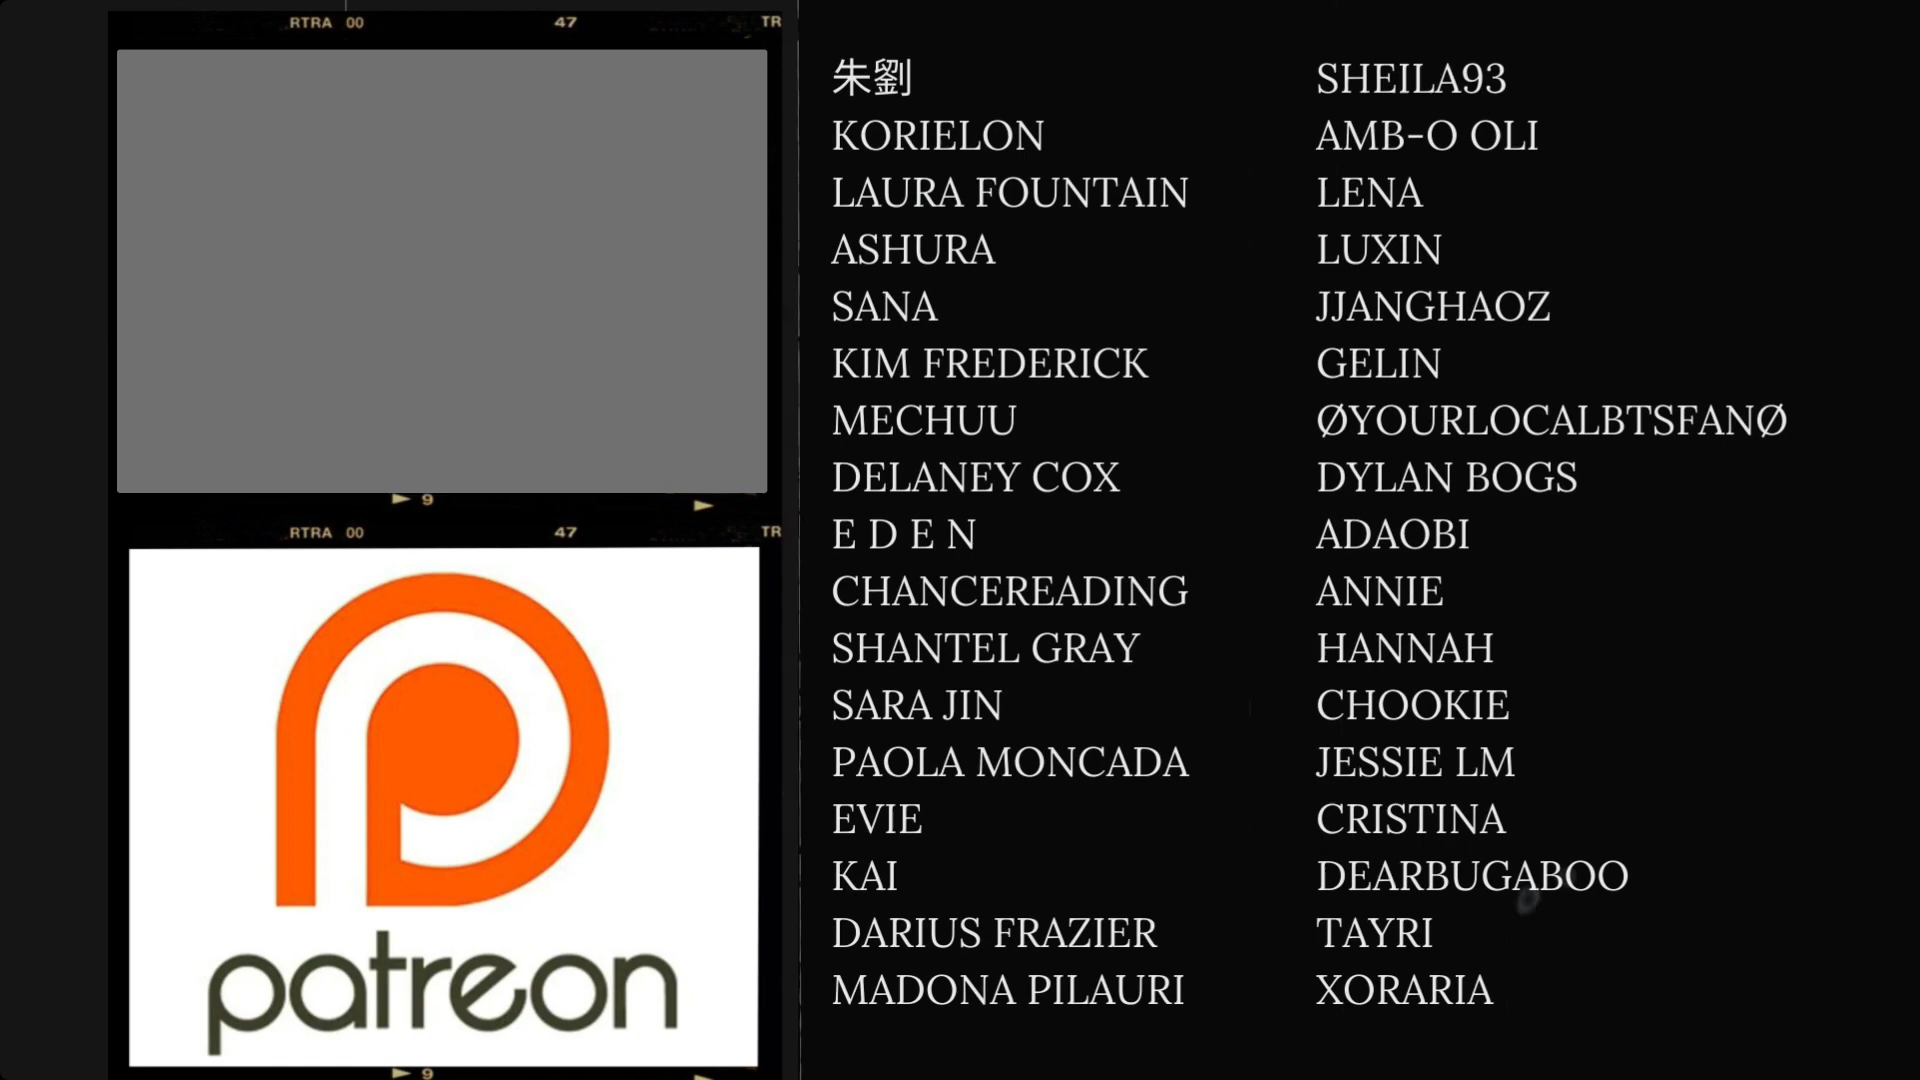 RTRA 00 47 TR
9
RTRA 00 47 TR
patreon
9
朱劉
KORIELON
LAURA FOUNTAIN
ASHURA
SANA
KIM FREDERICK
MECHUU
DELANEY COX
E D E N
CHANCEREADING
SHANTEL GRAY
SARA JIN
PAOLA MONCADA
EVIE
KAI
DARIUS FRAZIER
MADONA PILAURI
SHEILA93
AMB-O OLI
LENA
LUXIN
JJANGHAOZ
GELIN
ØYOURLOCALBTSFANØ
DYLAN BOGS
ADAOBI
ANNIE
HANNAH
CHOOKIE
JESSIE LM
CRISTINA
DEARBUGABOO
TAYRI
XORARIA